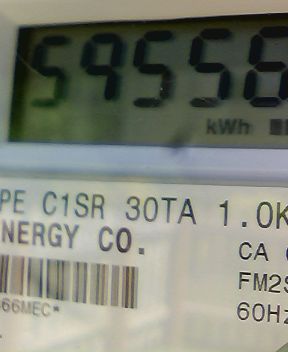 59556
kWh
PE C1SR 30TA 1.0K
NERGY CO.
CA
FM2S
66MEC*
60Hz